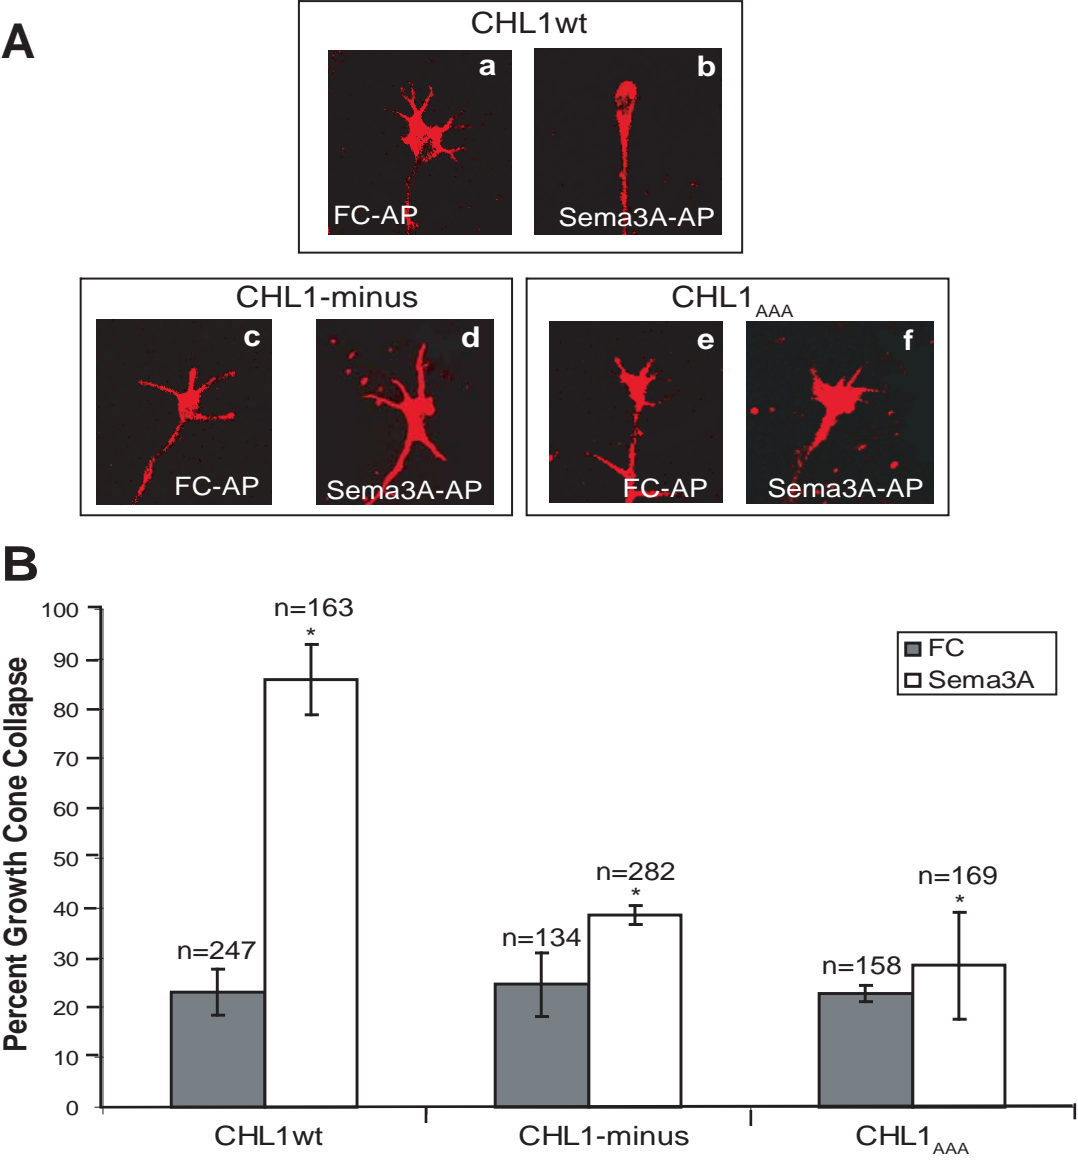 A
CHL1wt
a
b
FC-AP
Sema3A-AP
CHL1-minus
c
d
FC-AP
Sema3A-AP
CHL1AAA
e
f
FC-AP
Sema3A-AP
B
Percent Growth Cone Collapse
100
90
80
70
60
50
40
30
20
10
0
n=247
n=163
*
n=134
n=282
*
n=158
n=169
*
FC
Sema3A
CHL1wt
CHL1-minus
CHL1AAA